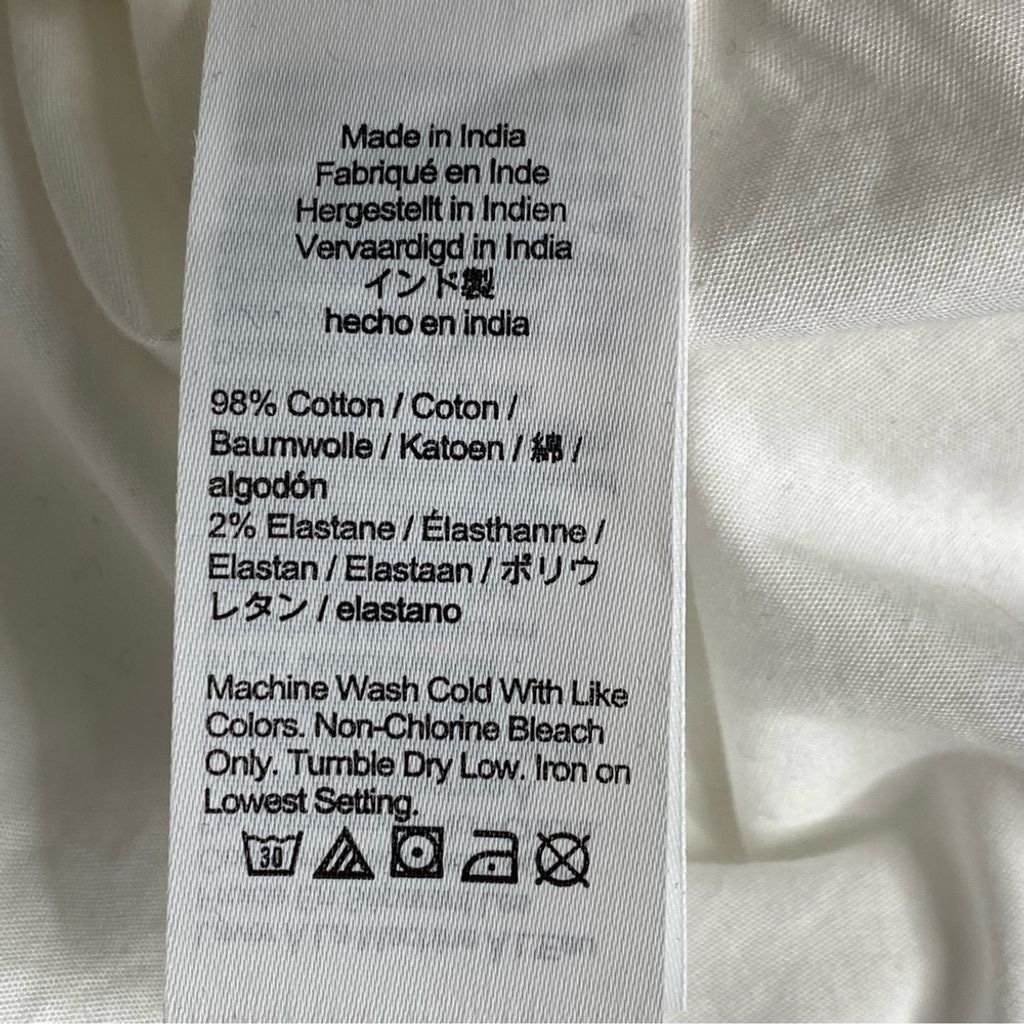 Made in India
Fabriqué en Inde
Hergestellt in Indien
Vervaardigd in India
インド製
hecho en india
98% Cotton / Coton /
Baumwolle / Katoen / 綿 /
algodón
2% Elastane / Élasthanne /
Elastan / Elastaan / ポリウ
レタン / elastano
Machine Wash Cold With Like
Colors. Non-Chlorine Bleach
Only. Tumble Dry Low. Iron on
Lowest Setting.
30